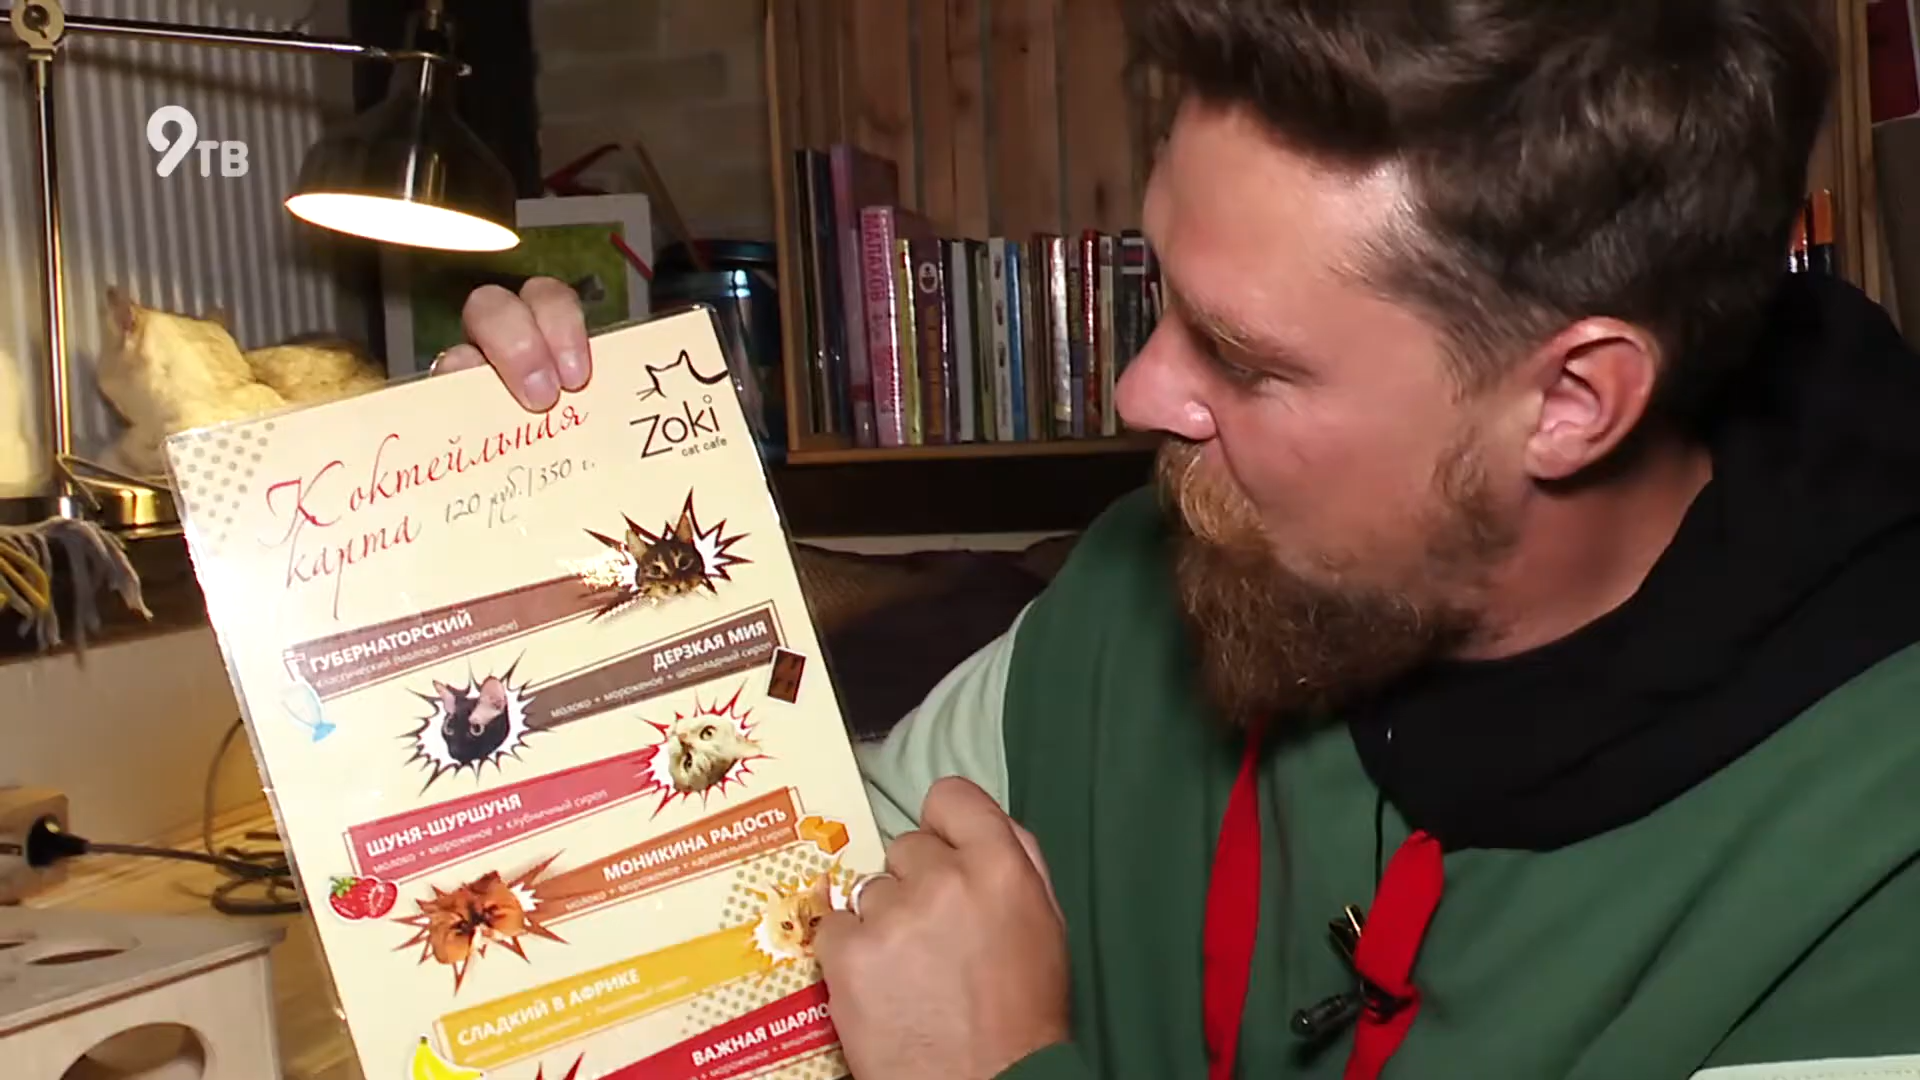 9тв
МАЛАХОВ
Zoki
cat cafe
Коктейльная
карта 120 руб./350 г.
ГУБЕРНАТОРСКИЙ
классический (молоко + мороженое)
ДЕРЗКАЯ МИЯ
молоко + мороженое + шоколадный сироп
ШУНЯ-ШУРШУНЯ
молоко + мороженое + клубничный сироп
МОНИКИНА РАДОСТЬ
молоко + мороженое + карамельный сироп
СЛАДКИЙ В АФРИКЕ
ВАЖНАЯ ШАРЛО